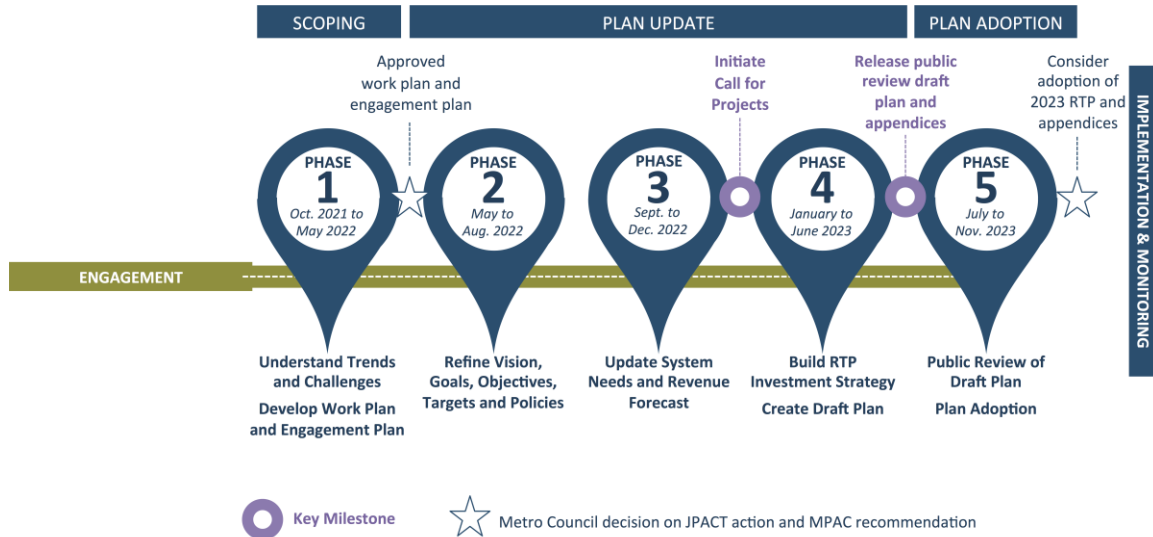 SCOPING
PLAN UPDATE
PLAN ADOPTION
Approved
work plan and
engagement plan
Initiate
Call for
Projects
Release public
review draft
plan and
appendices
Consider
adoption of
2023 RTP and
appendices
IMPLEMENTATION & MONITORING
PHASE
1
Oct. 2021 to
May 2022
PHASE
2
May to
Aug. 2022
PHASE
3
Sept. to
Dec. 2022
PHASE
4
January to
June 2023
PHASE
5
July to
Nov. 2023
ENGAGEMENT
Understand Trends
and Challenges
Develop Work Plan
and Engagement Plan
Refine Vision,
Goals, Objectives,
Targets and Policies
Update System
Needs and Revenue
Forecast
Build RTP
Investment Strategy
Create Draft Plan
Public Review of
Draft Plan
Plan Adoption
Key Milestone
Metro Council decision on JPACT action and MPAC recommendation